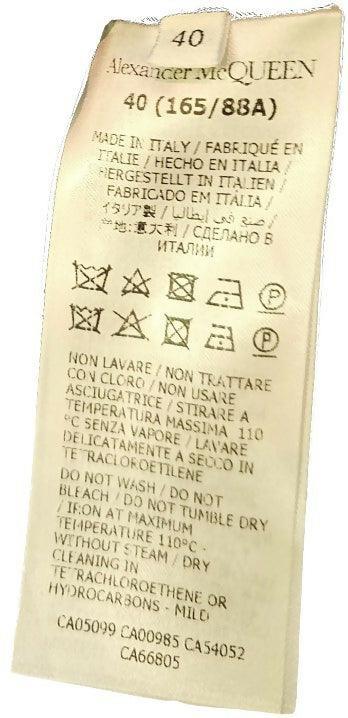 40
Alexander McQUEEN
40 (165/88A)
MADE IN ITALY / FABRIQUÉ EN
ITALIE / HECHO EN ITALIA /
HERGESTELLT IN ITALIEN /
FABRICADO EM ITÁLIA /
イタリア製 / صنع في ايطاليا /
产地:意大利 / СДЕЛАНО В
ИТАЛИИ
P
P
NON LAVARE / NON TRATTARE
CON CLORO / NON USARE
ASCIUGATRICE / STIRARE A
TEMPERATURA MASSIMA 110
°C SENZA VAPORE / LAVARE
DELICATAMENTE A SECCO IN
TETRACLOROETILENE
DO NOT WASH / DO NOT
BLEACH / DO NOT TUMBLE DRY
/ IRON AT MAXIMUM
TEMPERATURE 110°C -
WITHOUT STEAM / DRY
CLEANING IN
TETRACHLOROETHENE OR
HYDROCARBONS - MILD
CA05099 CA00985 CA54052
CA66805